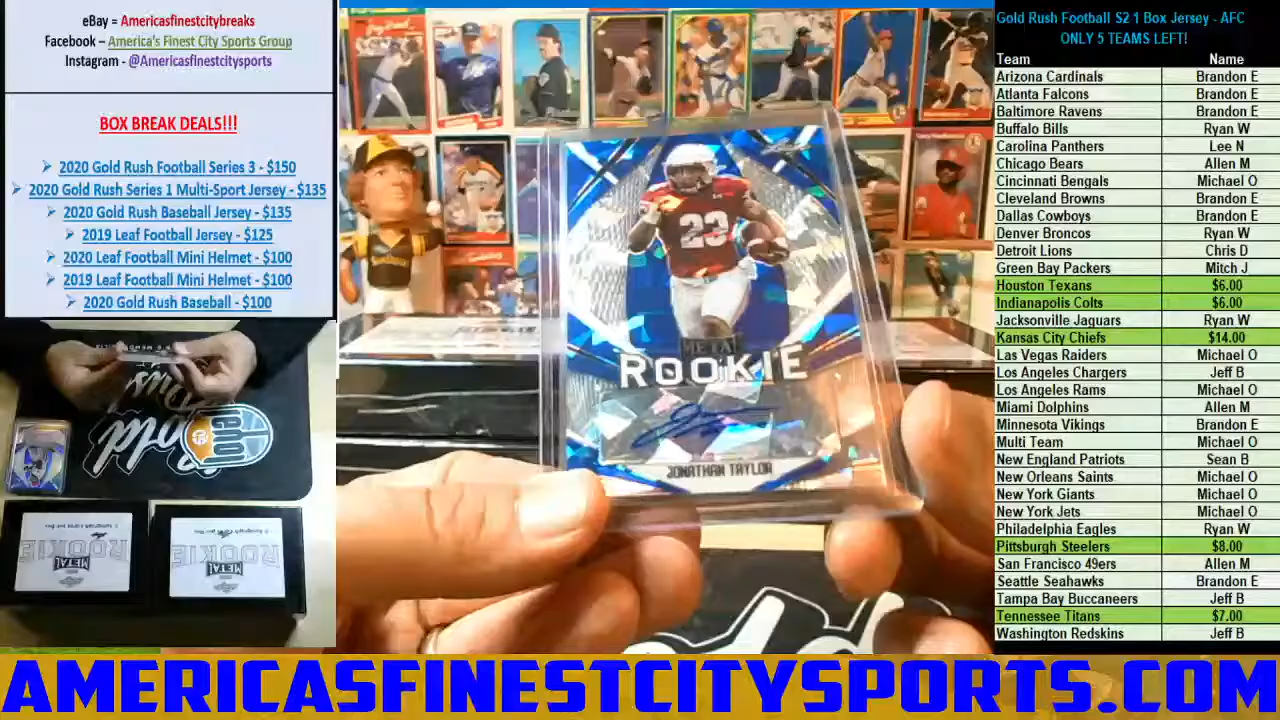 eBay = Americasfinestcitybreaks
Facebook – America's Finest City Sports Group
Instagram - @Americasfinestcitysports
BOX BREAK DEALS!!!
2020 Gold Rush Football Series 3 - $150
2020 Gold Rush Series 1 Multi-Sport Jersey - $135
2020 Gold Rush Baseball Jersey - $135
2019 Leaf Football Jersey - $125
2020 Leaf Football Mini Helmet - $100
2019 Leaf Football Mini Helmet - $100
2020 Gold Rush Baseball - $100
ROOKIE
METAL
ROOKIE
METAL
23
METAL
ROOKIE
JONATHAN TAYLOR
Gold Rush Football S2 1 Box Jersey - AFC
ONLY 5 TEAMS LEFT!
Team Name
Arizona Cardinals Brandon E
Atlanta Falcons Brandon E
Baltimore Ravens Brandon E
Buffalo Bills Ryan W
Carolina Panthers Lee N
Chicago Bears Allen M
Cincinnati Bengals Michael O
Cleveland Browns Brandon E
Dallas Cowboys Brandon E
Denver Broncos Ryan W
Detroit Lions Chris D
Green Bay Packers Mitch J
Houston Texans $6.00
Indianapolis Colts $6.00
Jacksonville Jaguars Ryan W
Kansas City Chiefs $14.00
Las Vegas Raiders Michael O
Los Angeles Chargers Jeff B
Los Angeles Rams Michael O
Miami Dolphins Allen M
Minnesota Vikings Brandon E
Multi Team Michael O
New England Patriots Sean B
New Orleans Saints Michael O
New York Giants Michael O
New York Jets Michael O
Philadelphia Eagles Ryan W
Pittsburgh Steelers $8.00
San Francisco 49ers Allen M
Seattle Seahawks Brandon E
Tampa Bay Buccaneers Jeff B
Tennessee Titans $7.00
Washington Redskins Jeff B
AMERICASFINESTCITYSPORTS.COM